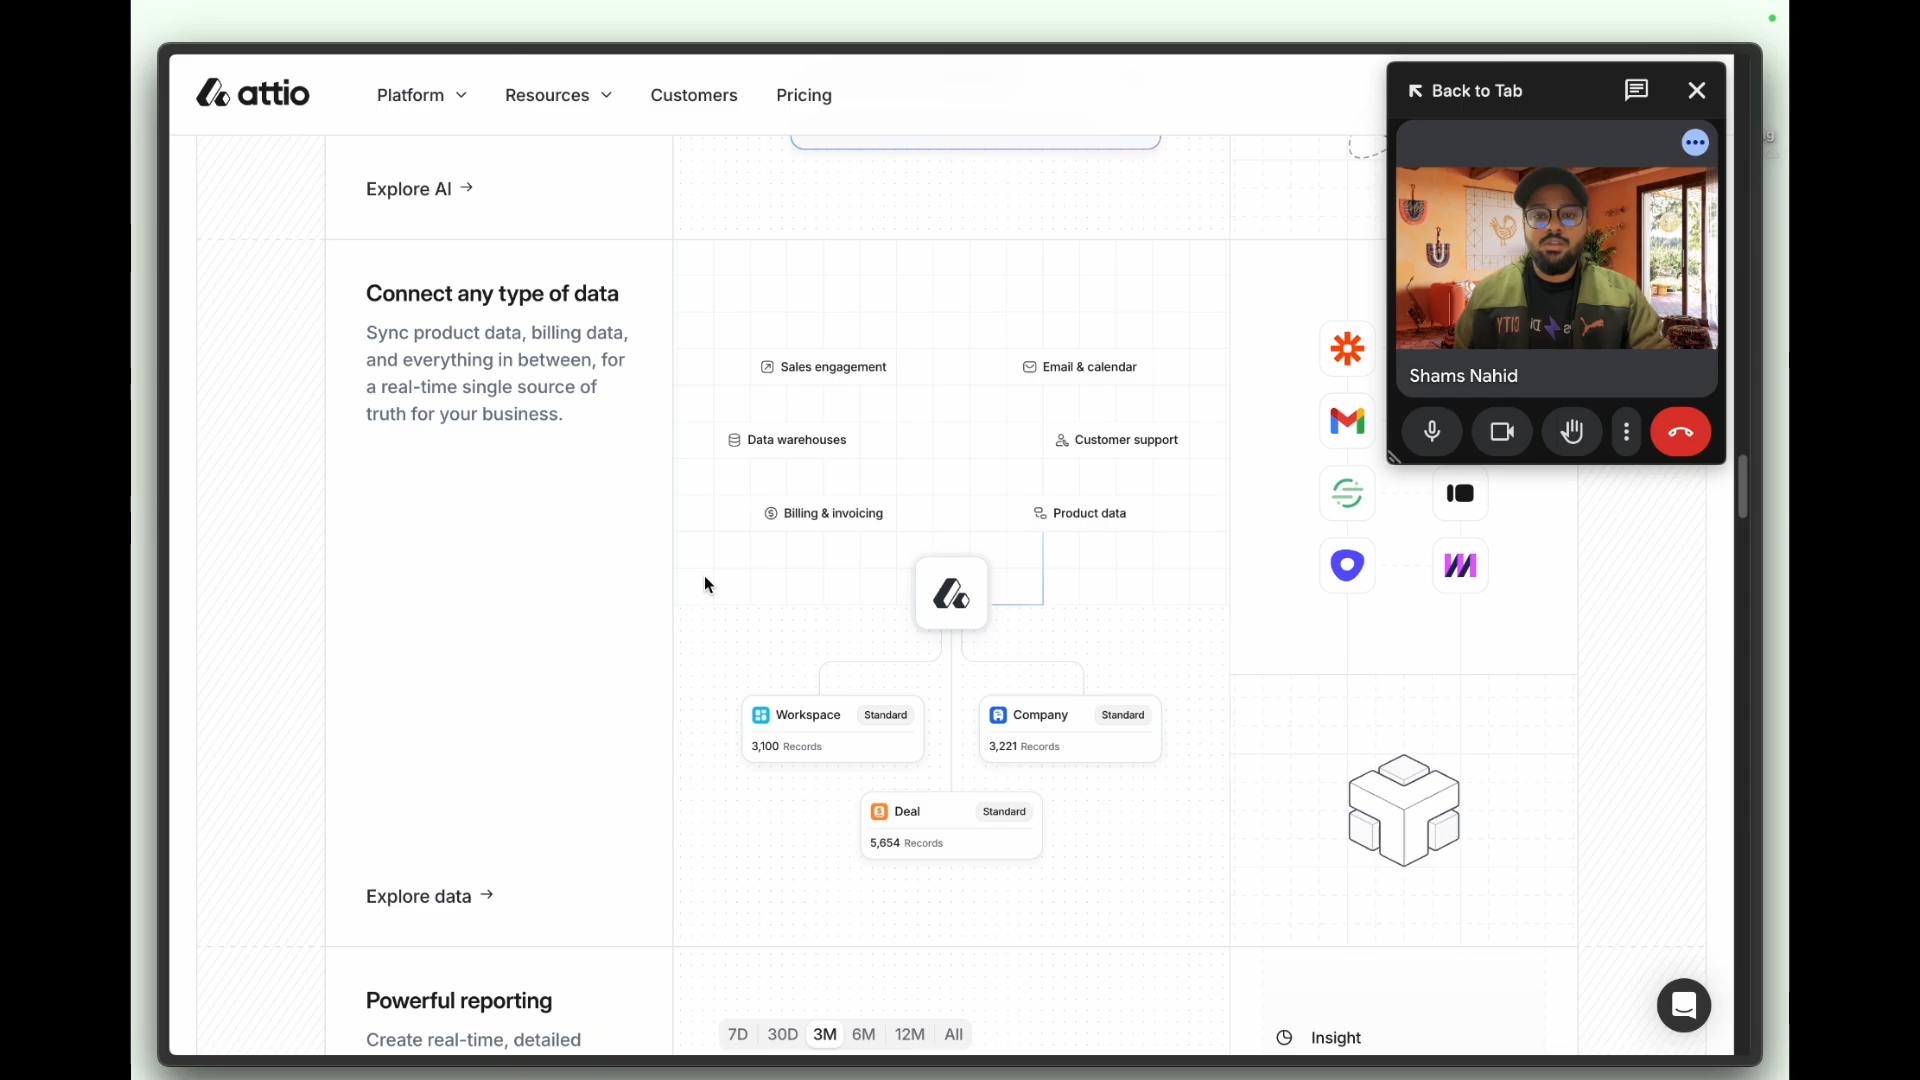 attio
Platform
Resources
Customers
Pricing
Back to Tab
Shams Nahid
Explore AI →
Connect any type of data
Sync product data, billing data,
and everything in between, for
a real-time single source of
truth for your business.
Sales engagement
Email & calendar
Data warehouses
Customer support
Billing & invoicing
Product data
Workspace
Standard
3,100 Records
Company
Standard
3,221 Records
Deal
Standard
5,654 Records
Explore data →
Powerful reporting
Create real-time, detailed
7D
30D
3M
6M
12M
All
Insight